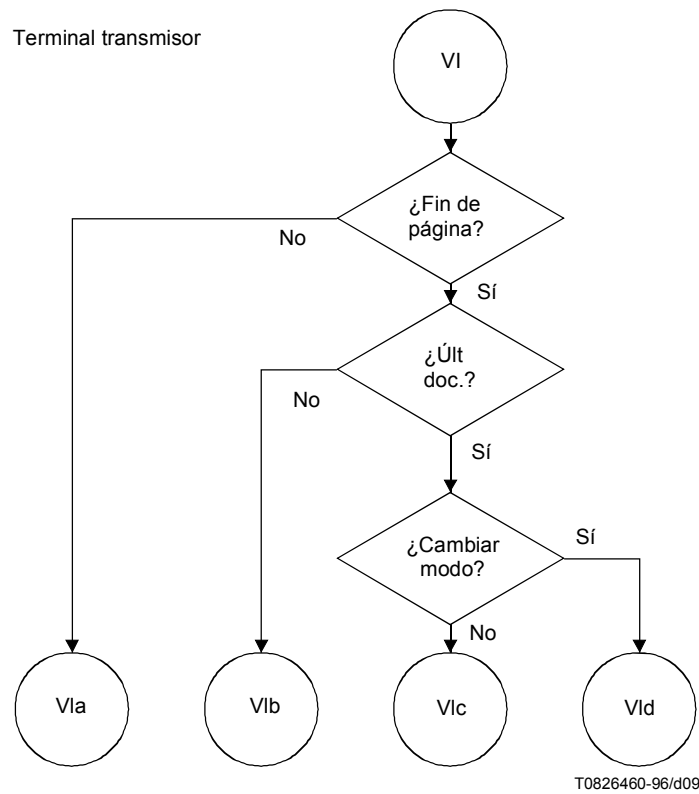 Terminal transmisor
VI
¿Fin de
página?
No
Sí
¿Últ
doc.?
No
Sí
¿Cambiar
modo?
Sí
No
VIa
VIb
VIc
VId
T0826460-96/d09